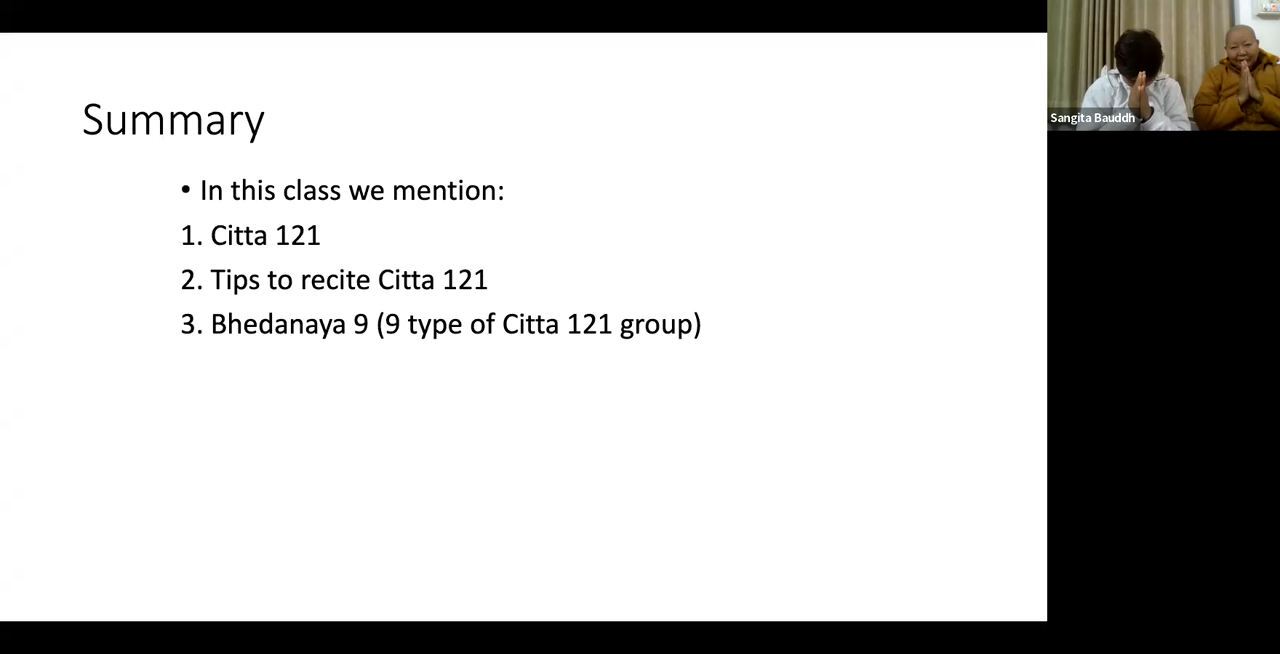 Summary
• In this class we mention:
1. Citta 121
2. Tips to recite Citta 121
3. Bhedanaya 9 (9 type of Citta 121 group)
Sangita Bauddh